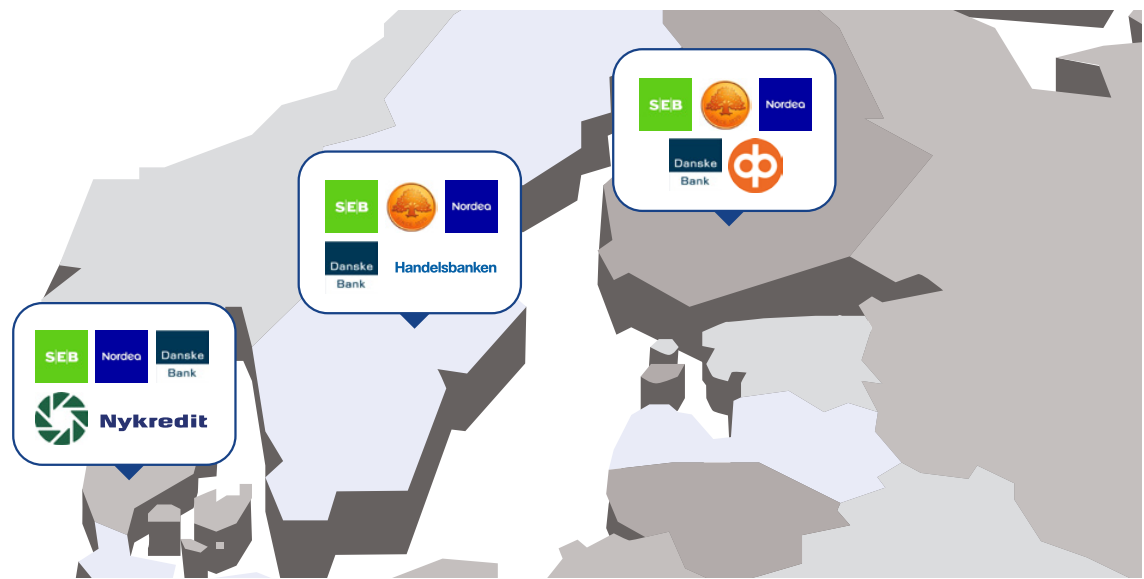 SEB Nordea
Danske
Bank
SEB Nordea
Danske
Bank
Handelsbanken
SEB Nordea Danske
Bank
Nykredit